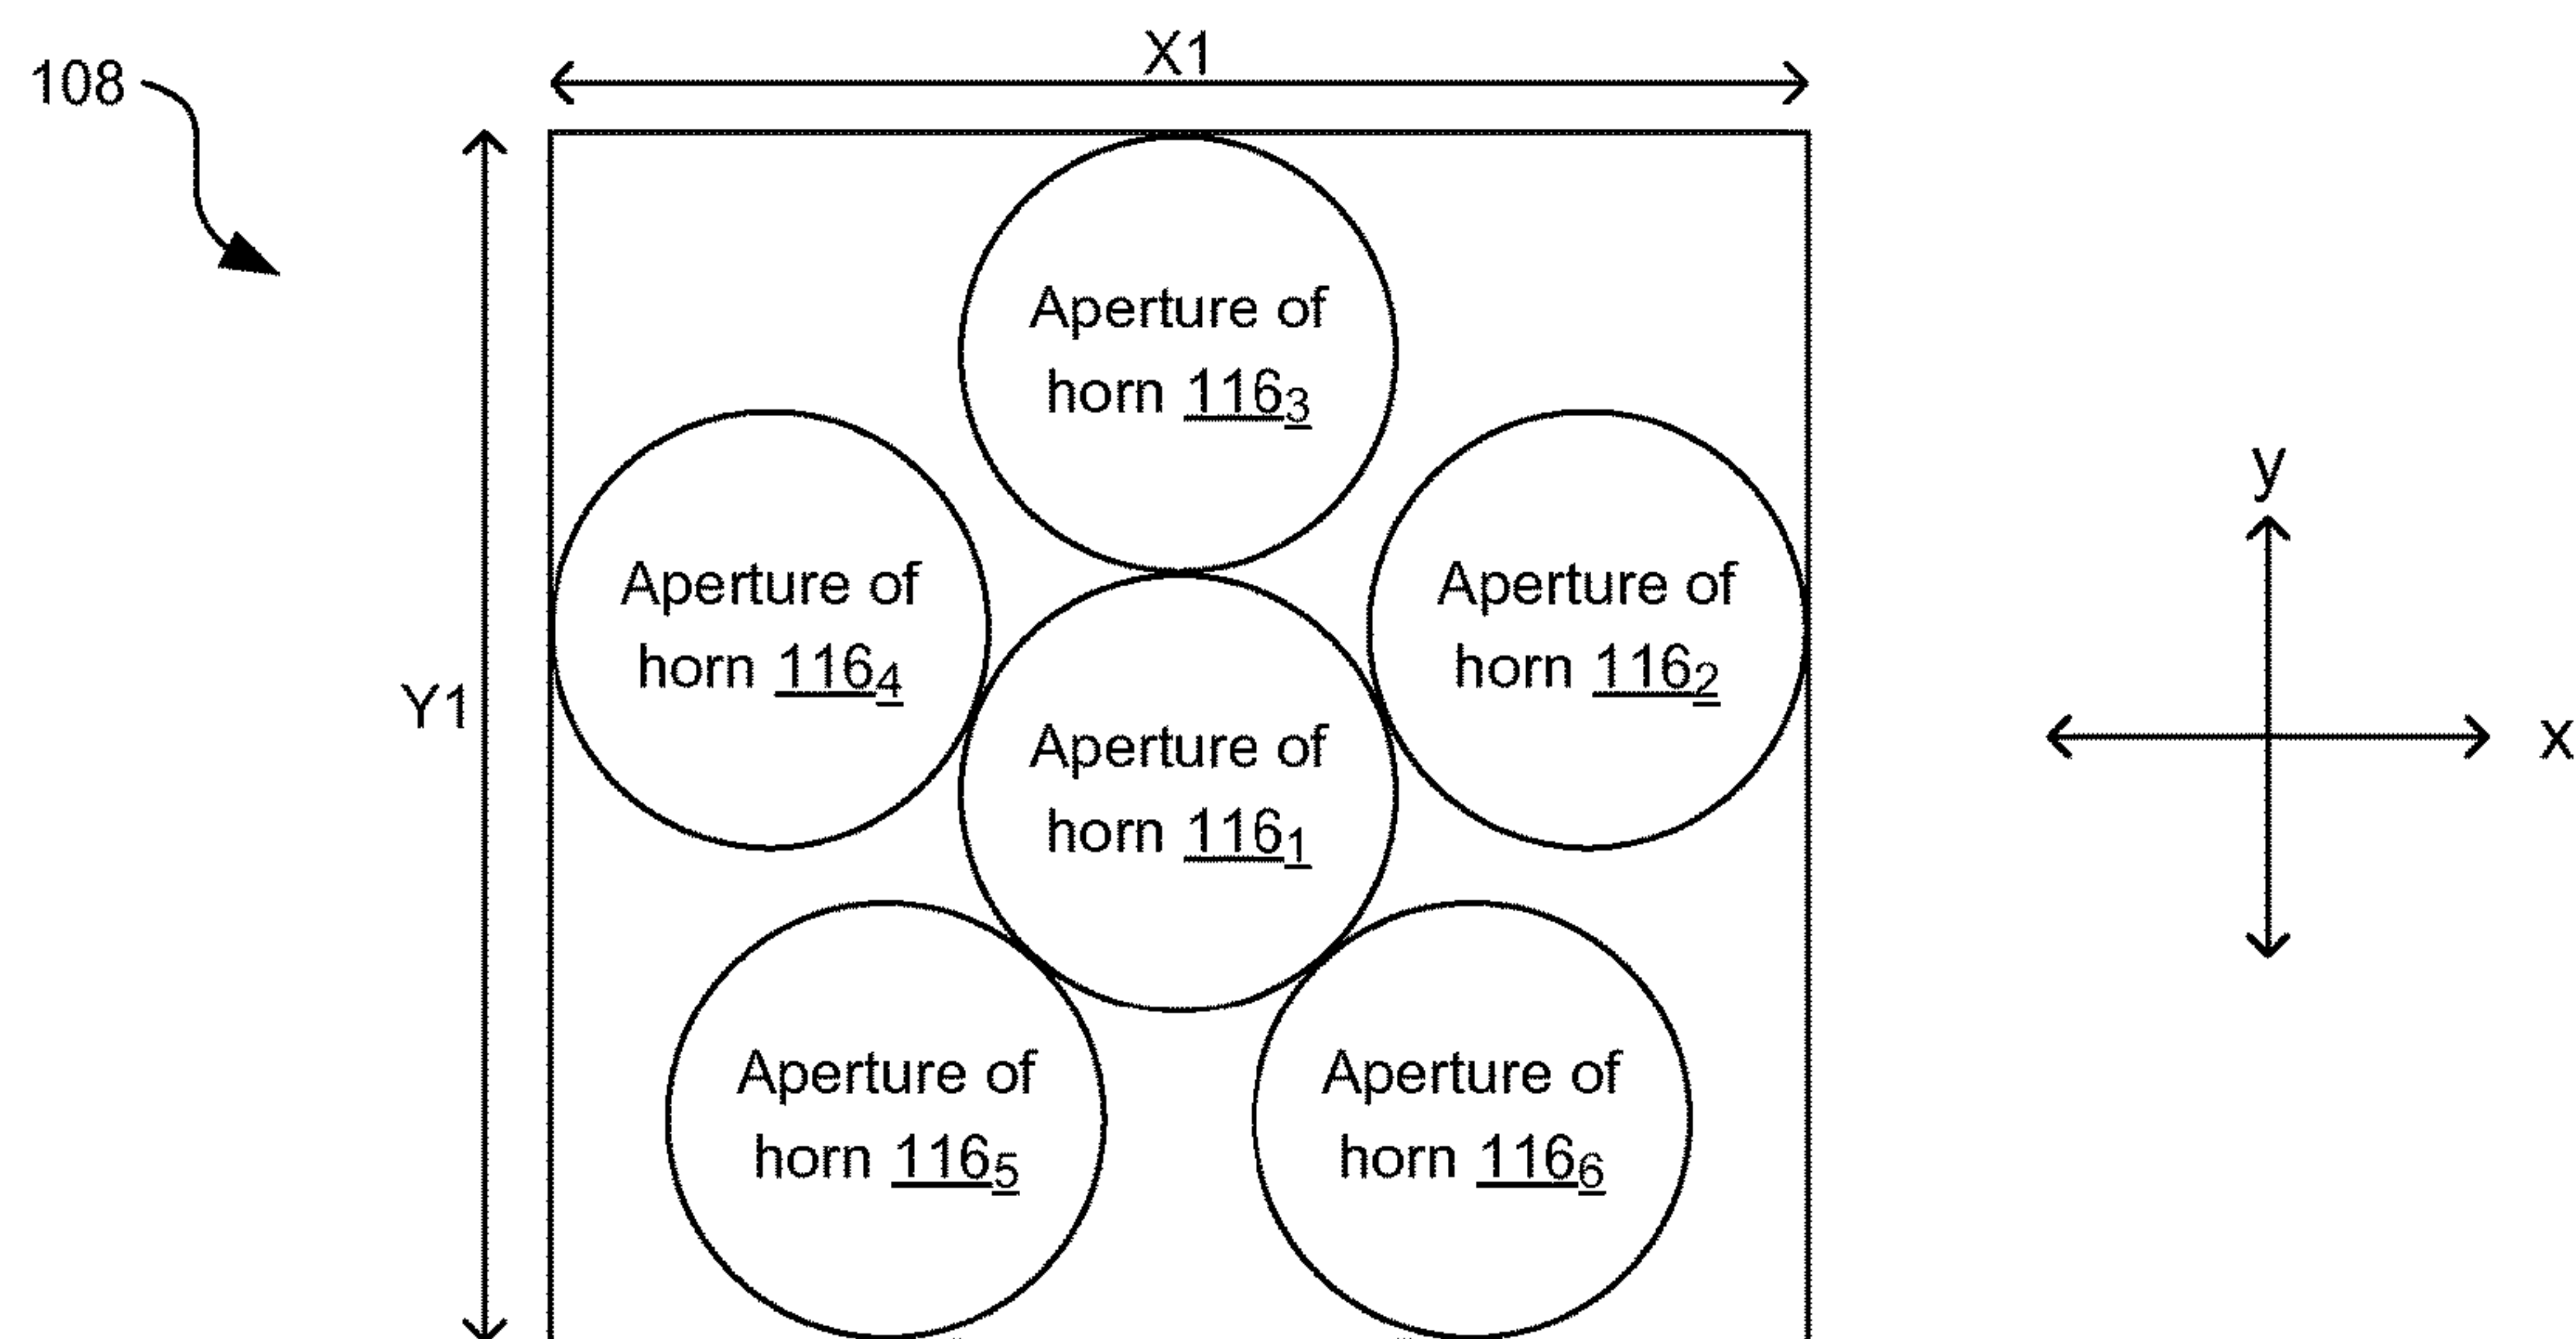 X1
108
Aperture of
horn 116₃
y
Aperture of
horn 116₄
Aperture of
horn 116₂
Y1
x
Aperture of
horn 116₁
Aperture of
horn 116₅
Aperture of
horn 116₆